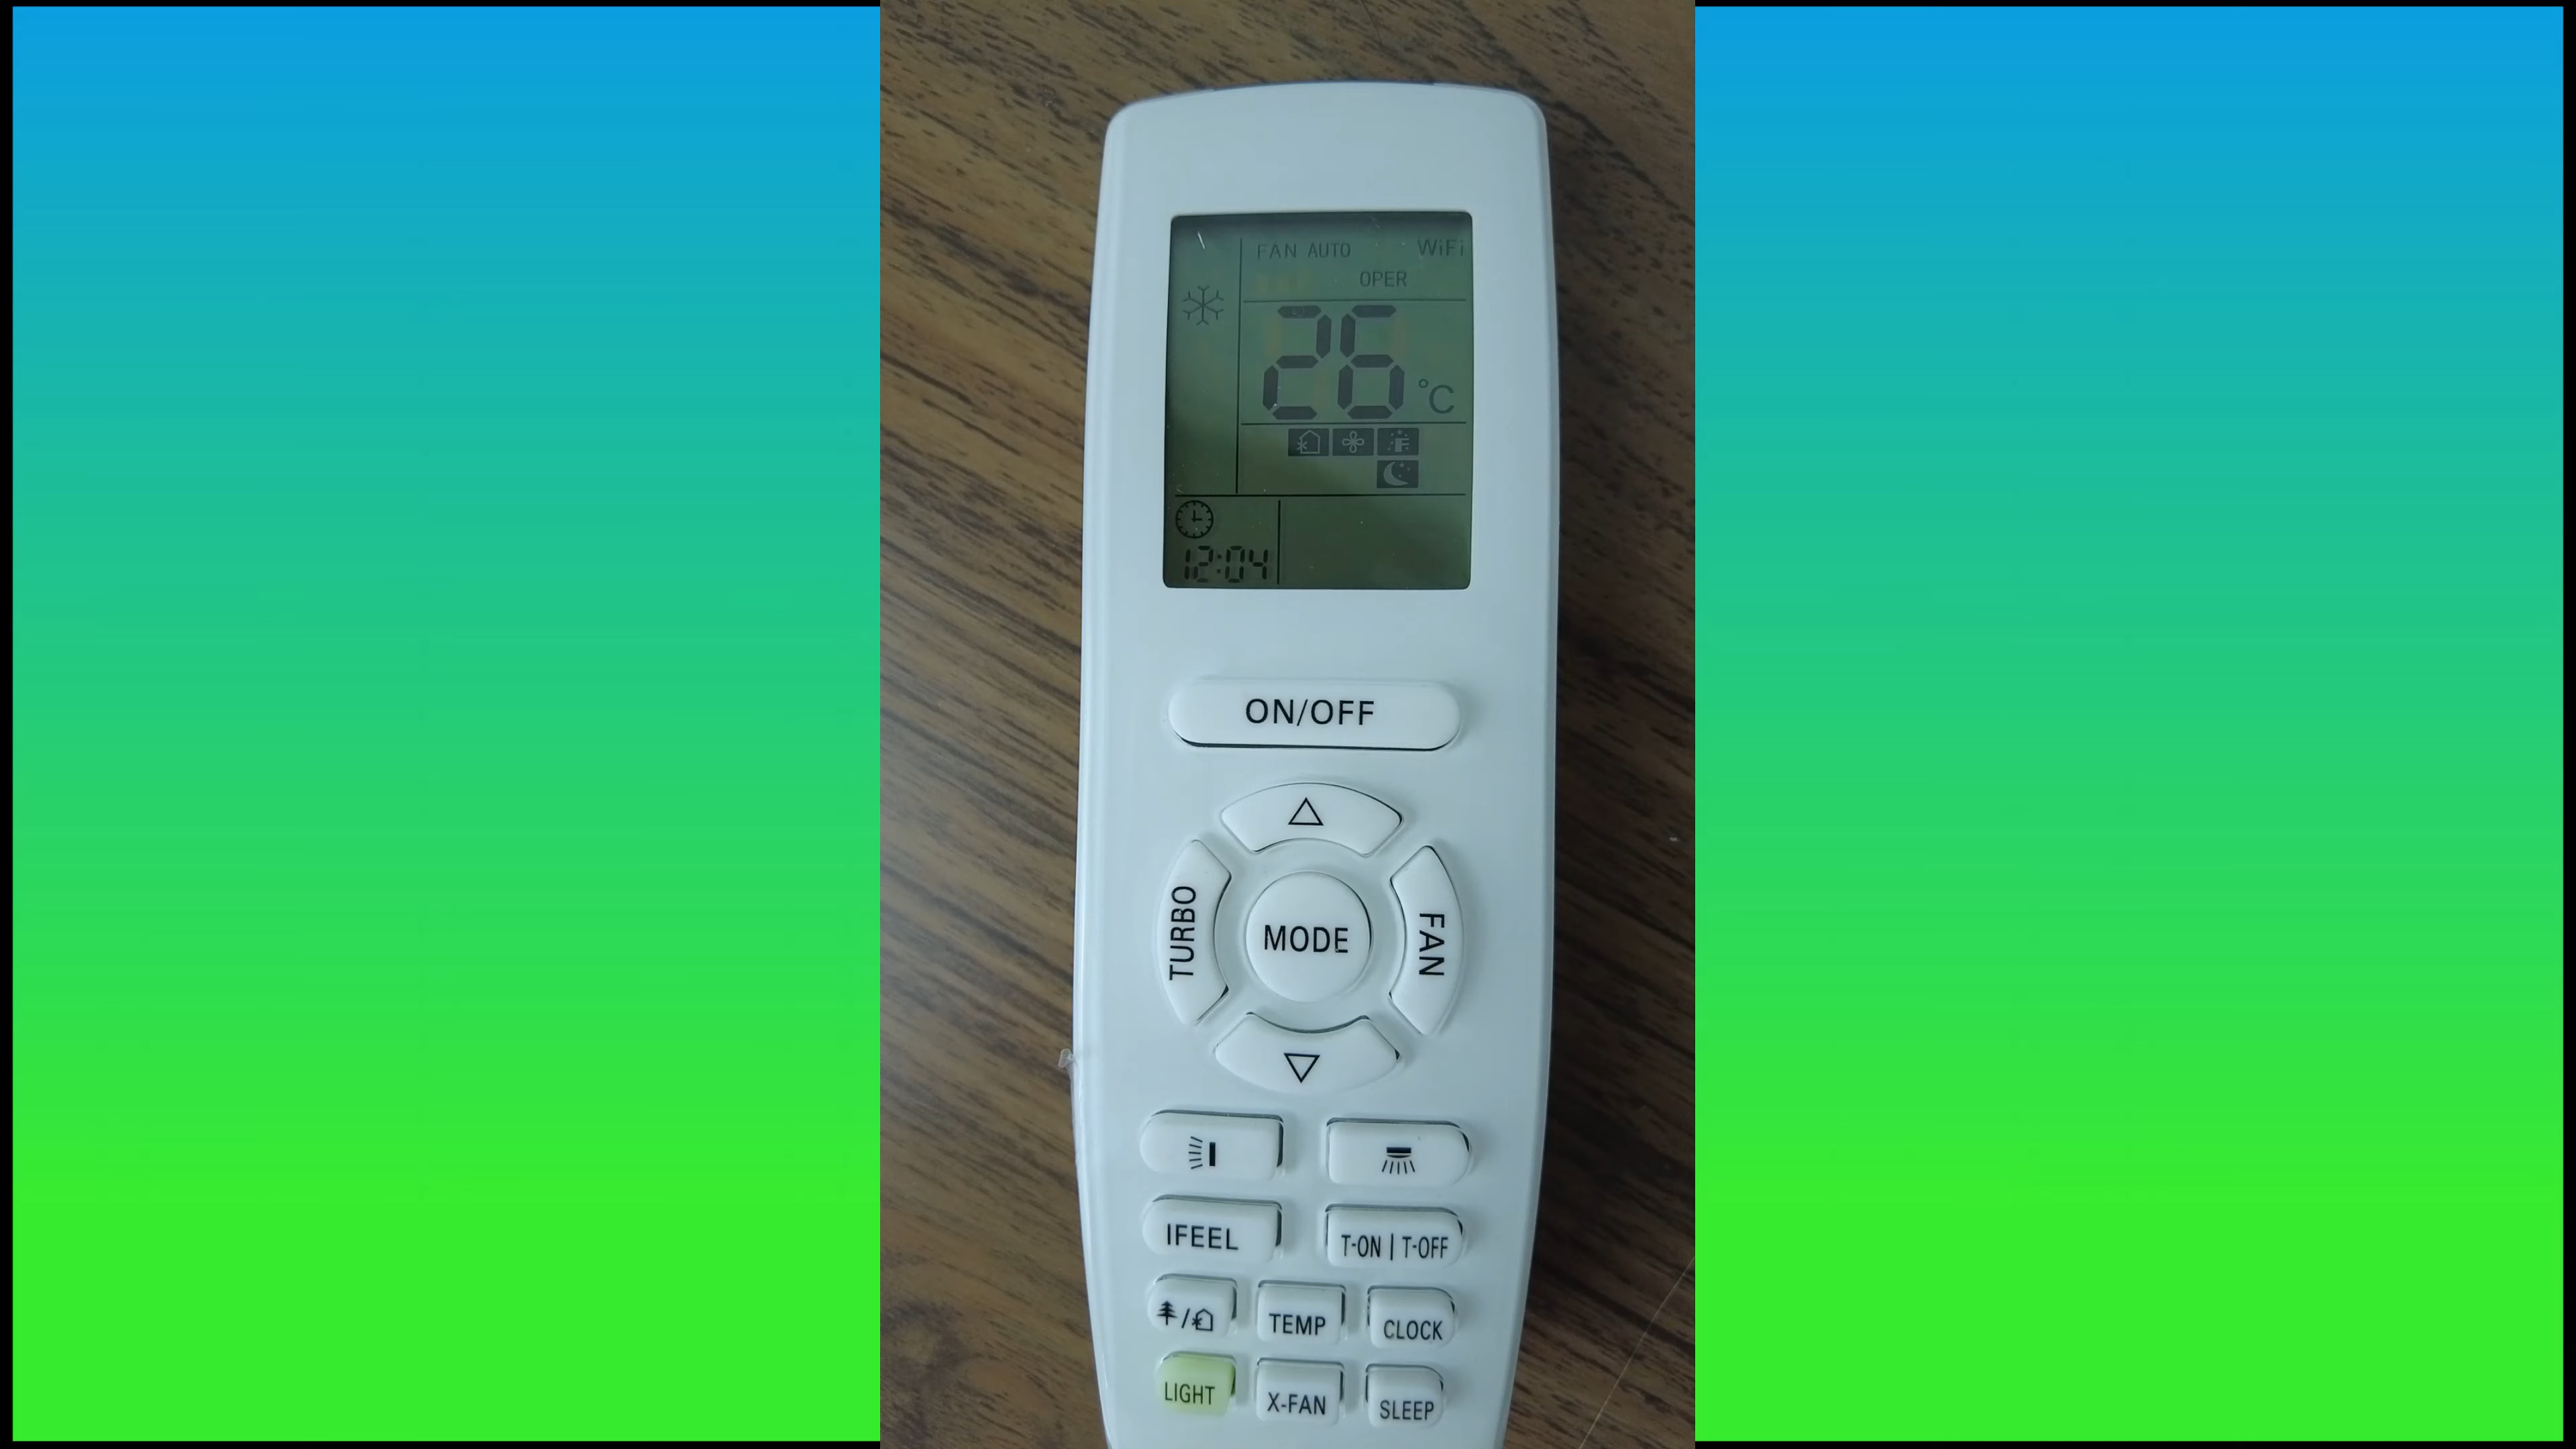 FAN AUTO WiFi
OPER
26 °C
F
12:04
ON/OFF
TURBO
MODE
FAN
IFEEL
T-ON | T-OFF
/
TEMP
CLOCK
LIGHT
X-FAN
SLEEP